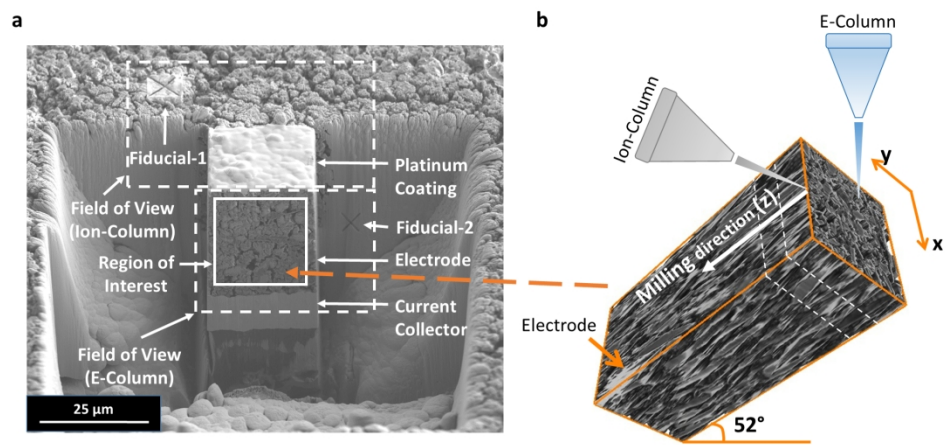 a
Fiducial-1
Field of View
(Ion-Column)
Region of
Interest
Field of View
(E-Column)
25 µm
Platinum
Coating
Fiducial-2
Electrode
Current
Collector
b
E-Column
Ion-Column
y
x
Milling direction (z)
Electrode
52°